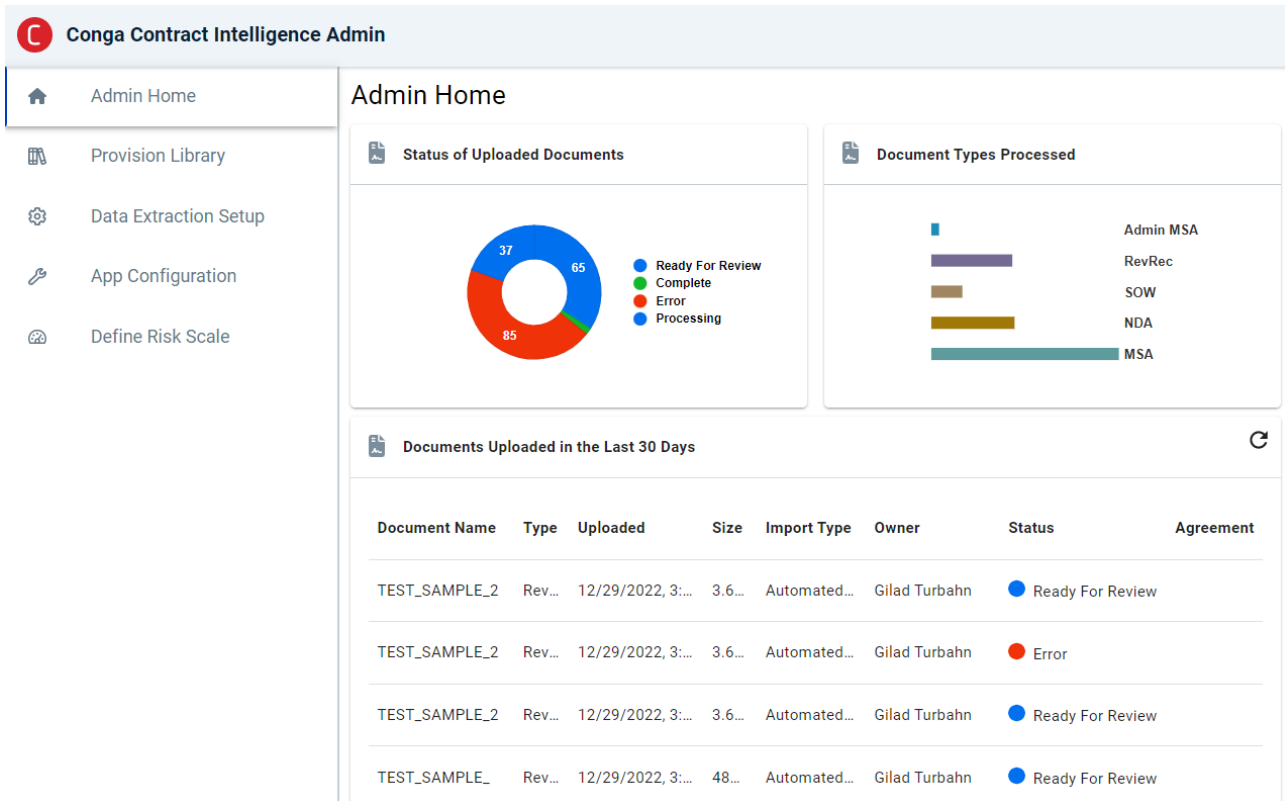 Conga Contract Intelligence Admin
Admin Home
Provision Library
Data Extraction Setup
App Configuration
Define Risk Scale
Admin Home
Status of Uploaded Documents
37
65
85
Ready For Review
Complete
Error
Processing
Document Types Processed
Admin MSA
RevRec
SOW
NDA
MSA
Documents Uploaded in the Last 30 Days
Document Name Type Uploaded Size Import Type Owner Status Agreement
TEST_SAMPLE_2 Rev... 12/29/2022, 3:... 3.6... Automated... Gilad Turbahn Ready For Review
TEST_SAMPLE_2 Rev... 12/29/2022, 3:... 3.6... Automated... Gilad Turbahn Error
TEST_SAMPLE_2 Rev... 12/29/2022, 3:... 3.6... Automated... Gilad Turbahn Ready For Review
TEST_SAMPLE_ Rev... 12/29/2022, 3:... 48... Automated... Gilad Turbahn Ready For Review